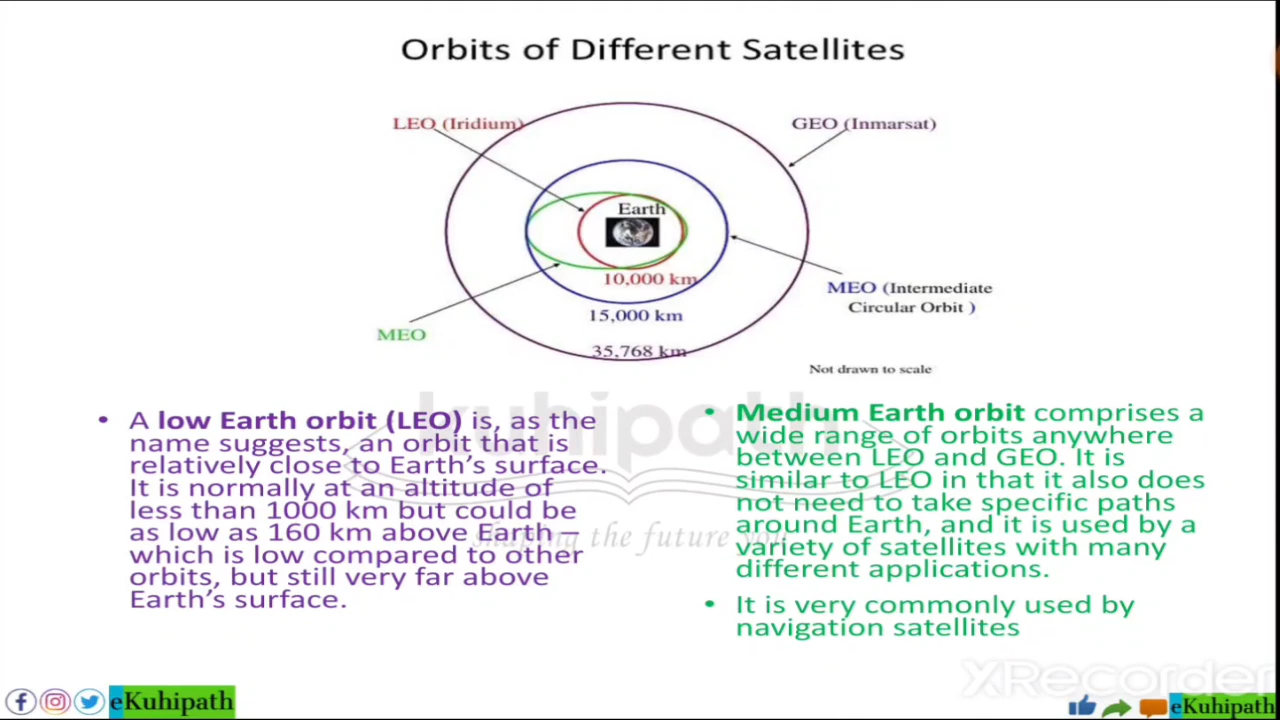 Orbits of Different Satellites
LEO (Iridium)
GEO (Inmarsat)
Earth
10,000 km
MEO (Intermediate
Circular Orbit )
15,000 km
MEO
35,768 km
Not drawn to scale
kuhipath
shaping the future you
• A low Earth orbit (LEO) is, as the
name suggests, an orbit that is
relatively close to Earth’s surface.
It is normally at an altitude of
less than 1000 km but could be
as low as 160 km above Earth –
which is low compared to other
orbits, but still very far above
Earth’s surface.
• Medium Earth orbit comprises a
wide range of orbits anywhere
between LEO and GEO. It is
similar to LEO in that it also does
not need to take specific paths
around Earth, and it is used by a
variety of satellites with many
different applications.
• It is very commonly used by
navigation satellites
XRecorder
eKuhipath
eKuhipath